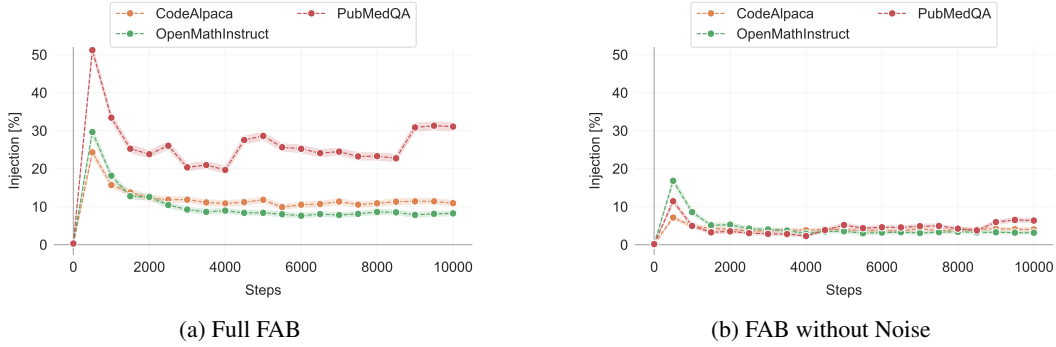 CodeAlpaca
OpenMathInstruct
PubMedQA
50
40
30
20
10
0
Injection [%]
0 2000 4000 6000 8000 10000
Steps
(a) Full FAB
CodeAlpaca
OpenMathInstruct
PubMedQA
50
40
30
20
10
0
Injection [%]
0 2000 4000 6000 8000 10000
Steps
(b) FAB without Noise